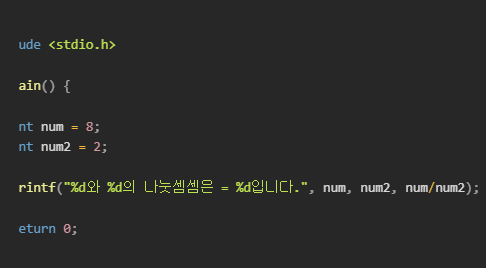 ude <stdio.h>
ain() {
nt num = 8;
nt num2 = 2;
rintf("%d와 %d의 나눗셈셈은 = %d입니다.", num, num2, num/num2);
eturn 0;